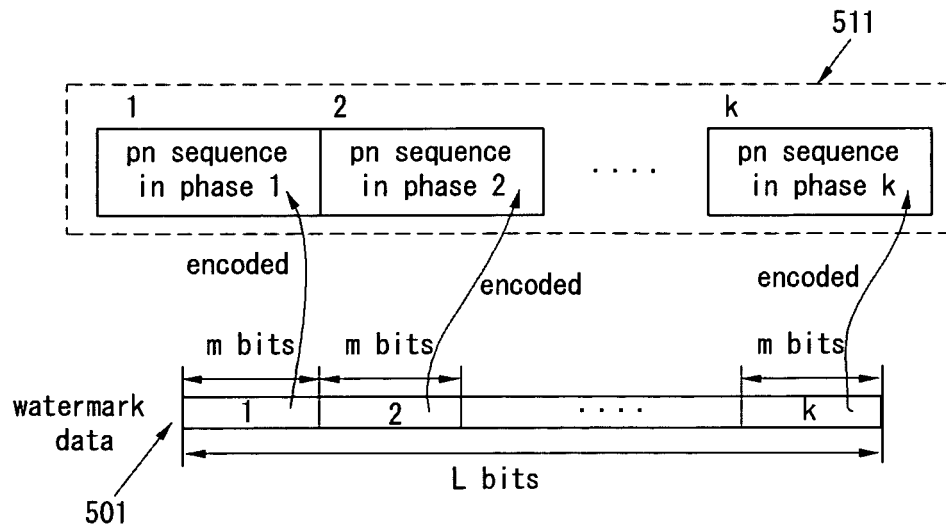 511
1
2
k
pn sequence
in phase 1
pn sequence
in phase 2
....
pn sequence
in phase k
encoded
encoded
encoded
m bits
m bits
m bits
watermark
data
1
2
....
k
L bits
501